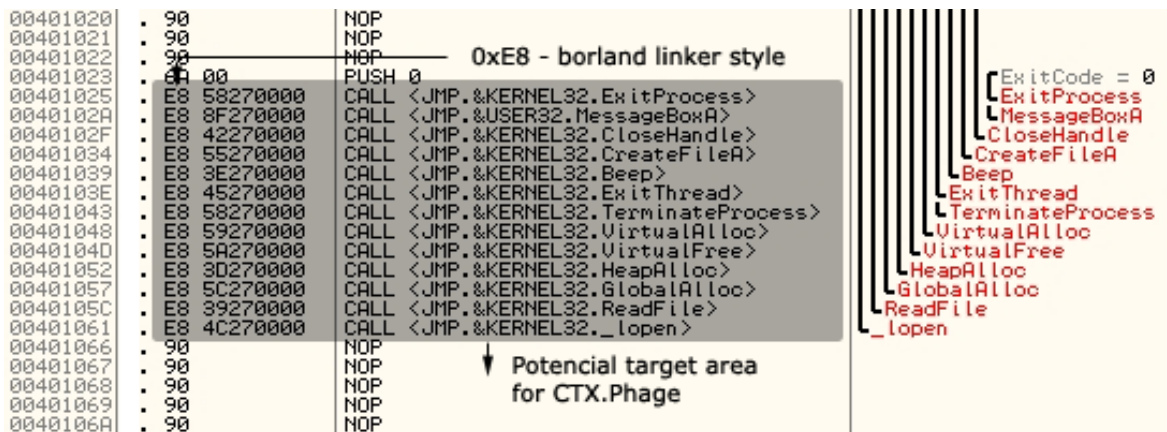 00401020 . 90 NOP
00401021 . 90 NOP
00401022 . 90 NOP 0xE8 - borland linker style
00401023 . 6A 00 PUSH 0 ExitCode = 0
00401025 . E8 58270000 CALL <JMP.&KERNEL32.ExitProcess> ExitProcess
0040102A . E8 8F270000 CALL <JMP.&USER32.MessageBoxA> MessageBoxA
0040102F . E8 42270000 CALL <JMP.&KERNEL32.CloseHandle> CloseHandle
00401034 . E8 55270000 CALL <JMP.&KERNEL32.CreateFileA> CreateFileA
00401039 . E8 3E270000 CALL <JMP.&KERNEL32.Beep> Beep
0040103E . E8 45270000 CALL <JMP.&KERNEL32.ExitThread> ExitThread
00401043 . E8 58270000 CALL <JMP.&KERNEL32.TerminateProcess> TerminateProcess
00401048 . E8 59270000 CALL <JMP.&KERNEL32.VirtualAlloc> VirtualAlloc
0040104D . E8 5A270000 CALL <JMP.&KERNEL32.VirtualFree> VirtualFree
00401052 . E8 3D270000 CALL <JMP.&KERNEL32.HeapAlloc> HeapAlloc
00401057 . E8 5C270000 CALL <JMP.&KERNEL32.GlobalAlloc> GlobalAlloc
0040105C . E8 39270000 CALL <JMP.&KERNEL32.ReadFile> ReadFile
00401061 . E8 4C270000 CALL <JMP.&KERNEL32._lopen> _lopen
00401066 . 90 NOP
00401067 . 90 NOP Potencial target area
00401068 . 90 NOP for CTX.Phage
00401069 . 90 NOP
0040106A . 90 NOP